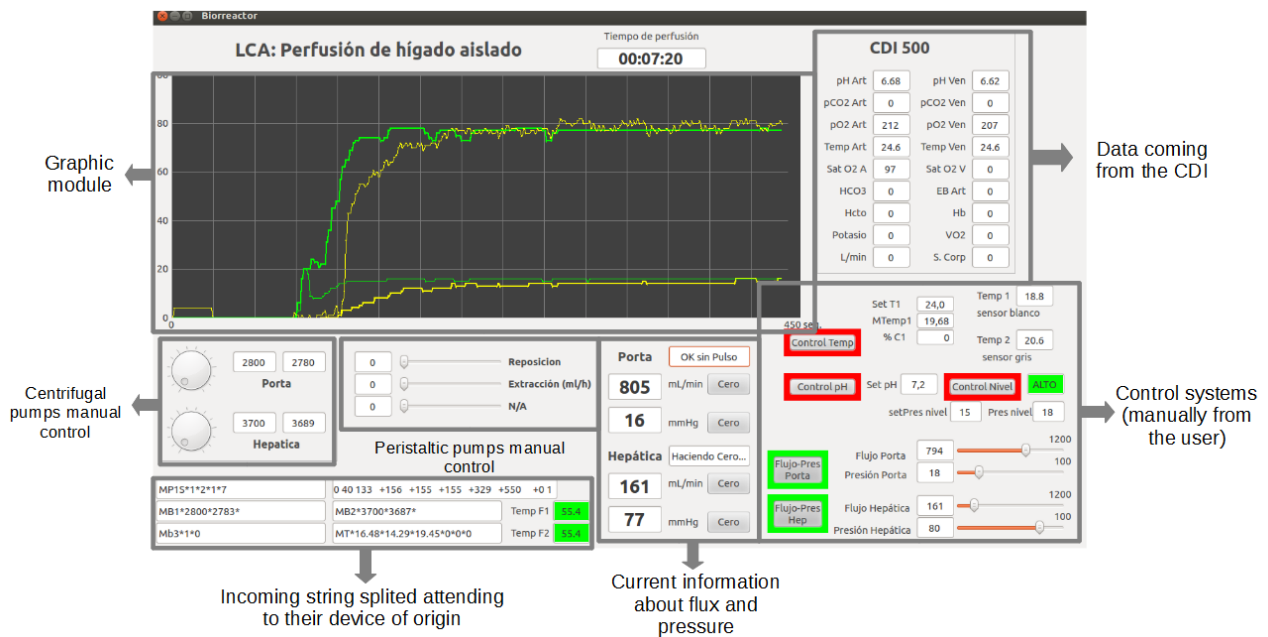 Biorreactor
LCA: Perfusión de hígado aislado
Tiempo de perfusión
00:07:20
80
60
40
20
0
0
450 seg.
Graphic
module
CDI 500
pH Art 6.68 pH Ven 6.62
pCO2 Art 0 pCO2 Ven 0
pO2 Art 212 pO2 Ven 207
Temp Art 24.6 Temp Ven 24.6
Sat O2 A 97 Sat O2 V 0
HCO3 0 EB Art 0
Hcto 0 Hb 0
Potasio 0 VO2 0
L/min 0 S. Corp 0
Data coming
from the CDI
2800 2780
Porta
3700 3689
Hepatica
Centrifugal
pumps manual
control
0 Reposicion
0 Extracción (ml/h)
0 N/A
Peristaltic pumps manual
control
MP1S*1*2*1*7 0 40 133 +156 +155 +155 +329 +550 +0 1
MB1*2800*2783* MB2*3700*3687* Temp F1 55.4
Mb3*1*0 MT*16.48*14.29*19.45*0*0*0 Temp F2 55.4
Incoming string splited attending
to their device of origin
Porta OK sin Pulso
805 mL/min Cero
16 mmHg Cero
Hepática Haciendo Cero...
161 mL/min Cero
77 mmHg Cero
Current information
about flux and
pressure
Set T1 24,0 Temp 1 18.8
MTemp1 19,68 sensor blanco
% C1 0 Temp 2 20.6
sensor gris
Control Temp
Control pH Set pH 7,2 Control Nivel ALTO
setPres nivel 15 Pres nivel 18
Flujo-Pres
Porta
Flujo Porta 794 1200
Presión Porta 18 100
Flujo-Pres
Hep
Flujo Hepática 161 1200
Presión Hepática 80 100
Control systems
(manually from
the user)